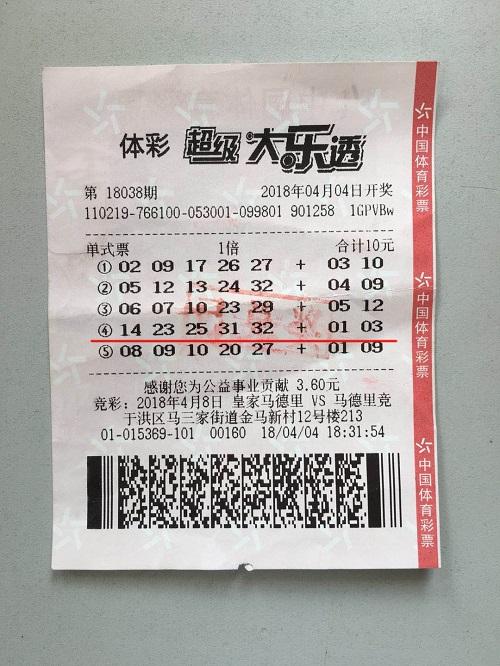 体彩 超级大乐透
第 18038期 2018年04月04日开奖
110219-766100-053001-099801 901258 1GPVBw
单式票 1倍 合计10元
① 02 09 17 26 27 + 03 10
② 05 12 13 24 32 + 04 09
③ 06 07 10 23 29 + 05 12
④ 14 23 25 31 32 + 01 03
⑤ 08 09 10 20 27 + 01 09
感谢您为公益事业贡献 3.60元
竞彩：2018年4月8日 皇家马德里 VS 马德里竞
于洪区马三家街道金马新村12号楼213
01-015369-101 00160 18/04/04 18:31:54
中国体育彩票
中国体育彩票
中国体育彩票